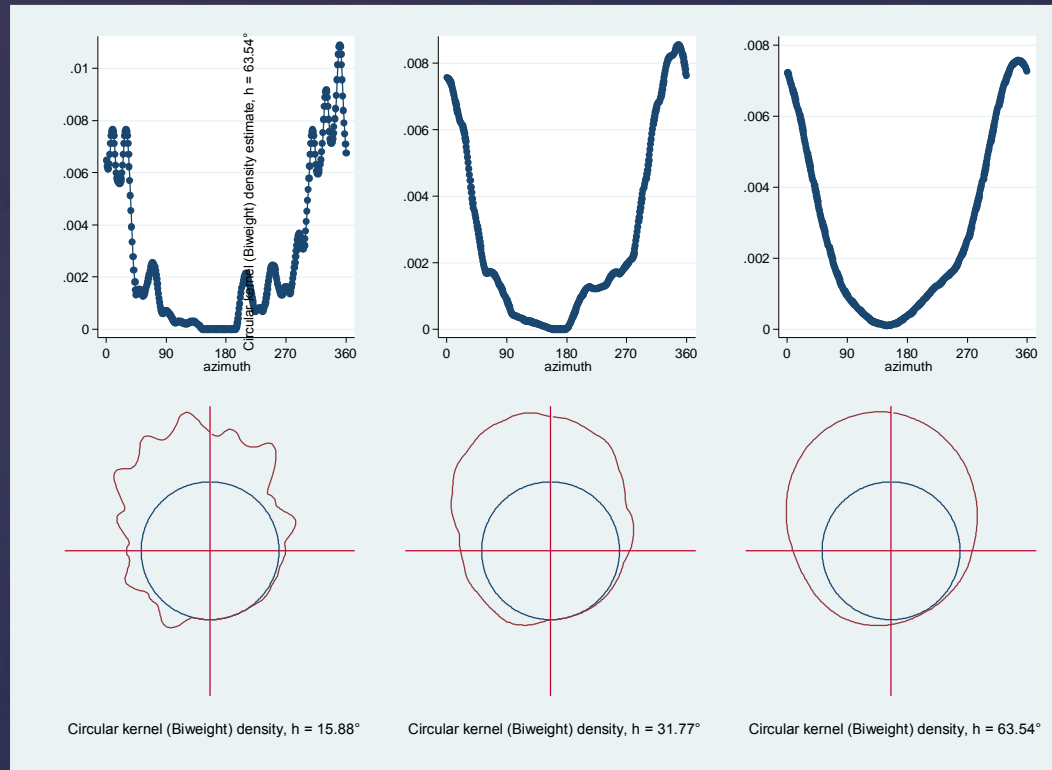 .01
.008
.006
.004
.002
0
0 90 180 270 360
azimuth
Circular kernel (Biweight) density estimate, h = 63.54°
.008
.006
.004
.002
0
0 90 180 270 360
azimuth
.008
.006
.004
.002
0
0 90 180 270 360
azimuth
Circular kernel (Biweight) density, h = 15.88°
Circular kernel (Biweight) density, h = 31.77°
Circular kernel (Biweight) density, h = 63.54°